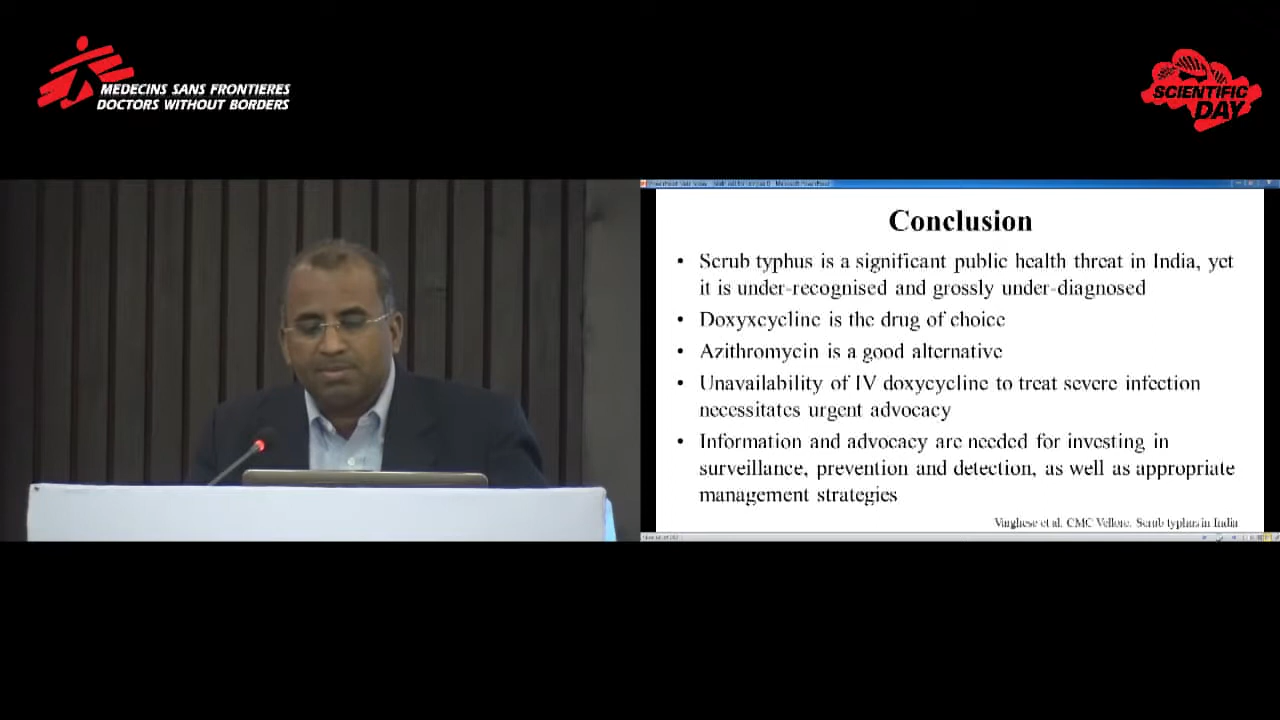 MEDECINS SANS FRONTIERES
DOCTORS WITHOUT BORDERS
SCIENTIFIC
DAY
Conclusion
• Scrub typhus is a significant public health threat in India, yet
it is under-recognised and grossly under-diagnosed
• Doxyxcycline is the drug of choice
• Azithromycin is a good alternative
• Unavailability of IV doxycycline to treat severe infection
necessitates urgent advocacy
• Information and advocacy are needed for investing in
surveillance, prevention and detection, as well as appropriate
management strategies
Varghese et al. CMC Vellore. Scrub typhus in India